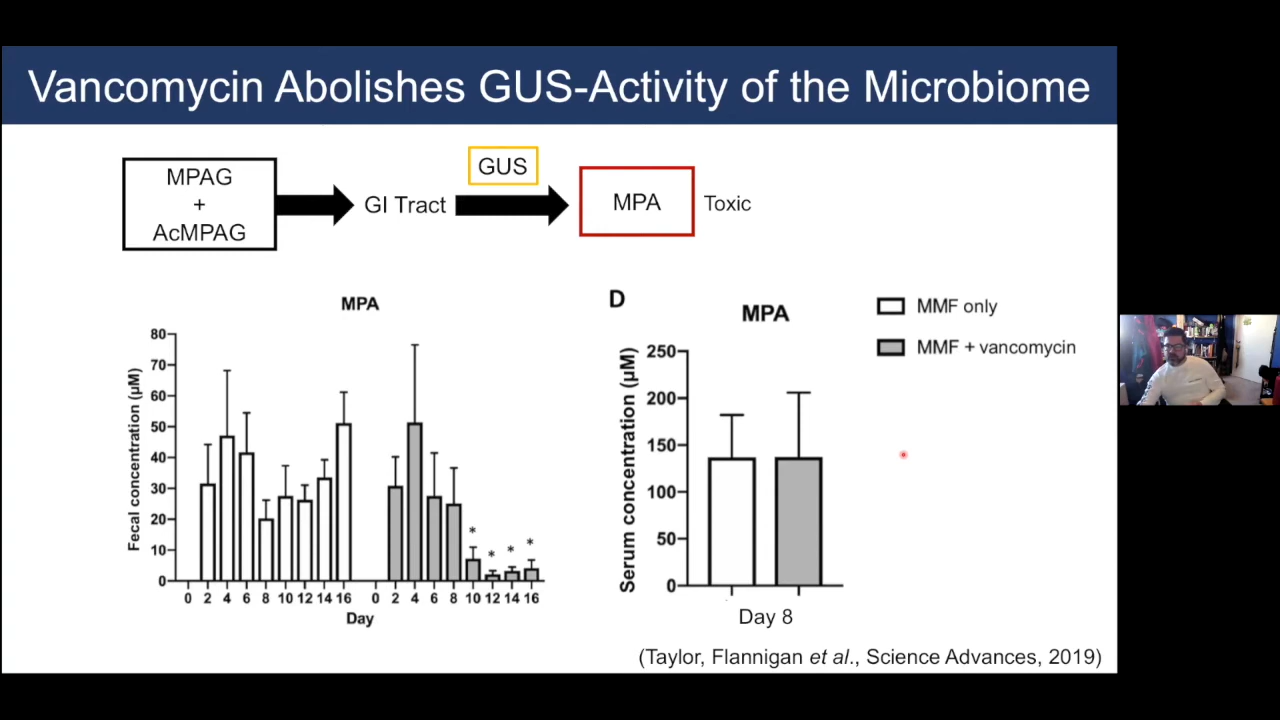 Vancomycin Abolishes GUS-Activity of the Microbiome
MPAG
+
AcMPAG
GI Tract
GUS
MPA
Toxic
MPA
Fecal concentration (µM)
80
70
60
50
40
30
20
10
0
* * * *
0 2 4 6 8 10 12 14 16 0 2 4 6 8 10 12 14 16
Day
D
MPA
Serum concentration (µM)
250
200
150
100
50
0
Day 8
MMF only
MMF + vancomycin
(Taylor, Flannigan et al., Science Advances, 2019)